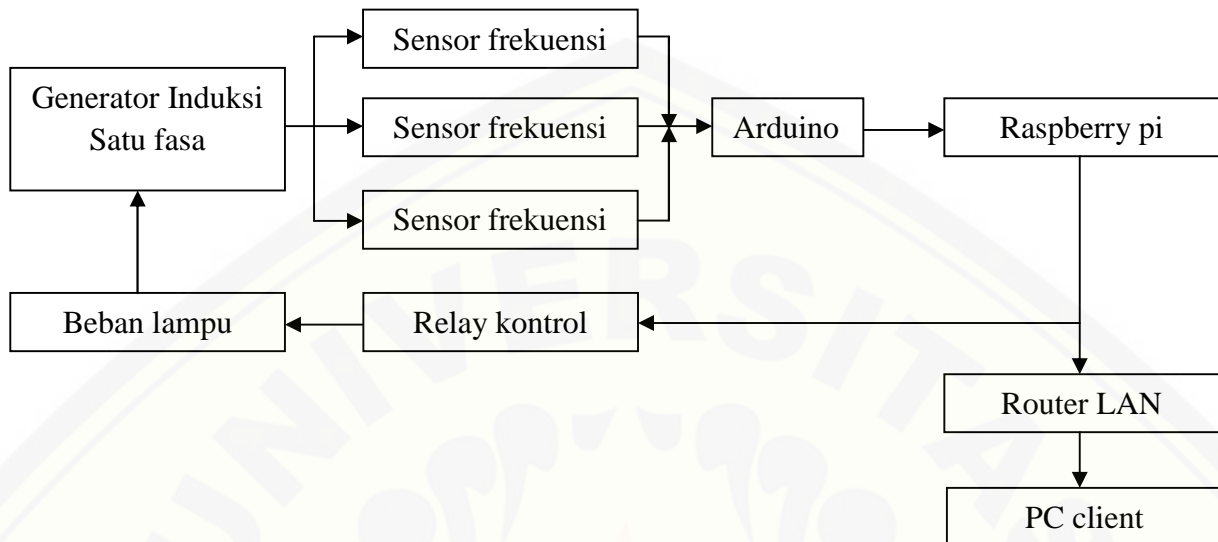 Sensor frekuensi
Generator Induksi
Satu fasa
Sensor frekuensi
Arduino
Raspberry pi
Sensor frekuensi
Beban lampu
Relay kontrol
Router LAN
PC client
UNIVERSITAS